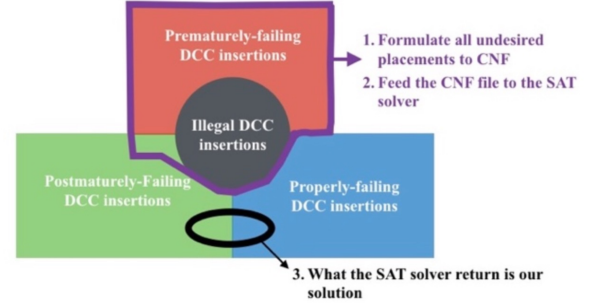 Prematurely-failing
DCC insertions
1. Formulate all undesired
placements to CNF
2. Feed the CNF file to the SAT
solver
Illegal DCC
insertions
Postmaturely-Failing
DCC insertions
Properly-failing
DCC insertions
3. What the SAT solver return is our
solution